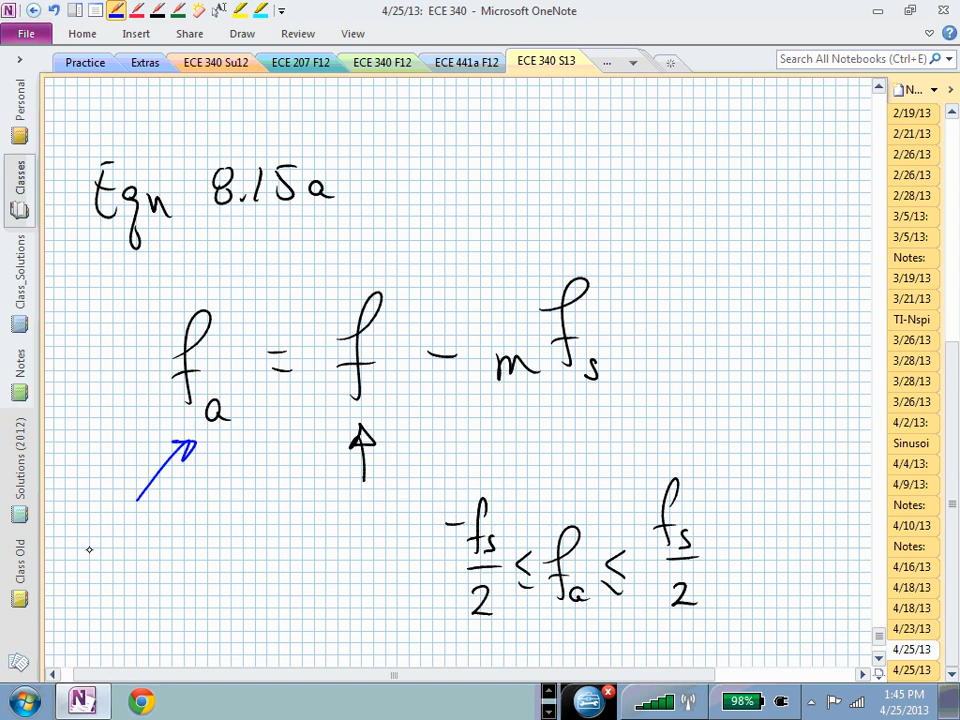 4/25/13: ECE 340 - Microsoft OneNote
File Home Insert Share Draw Review View
Practice Extras ECE 340 Su12 ECE 207 F12 ECE 340 F12 ECE 441a F12 ECE 340 S13 ... Search All Notebooks (Ctrl+E)
N...
Personal
Classes
Class_Solutions
Notes
Solutions (2012)
Class Old
Eqn 8.15a
fa = f - m fs
-fs/2 ≤ fa ≤ fs/2
2/19/13
2/21/13
2/26/13
2/26/13
2/28/13
3/5/13:
3/5/13:
Notes:
3/19/13
3/21/13
TI-Nspi
3/26/13
3/28/13
3/28/13
3/26/13
4/2/13:
Sinusoi
4/4/13:
4/9/13:
Notes:
4/10/13
Notes:
4/16/13
4/18/13
4/18/13
4/23/13
4/25/13
4/25/13
98%
1:45 PM
4/25/2013